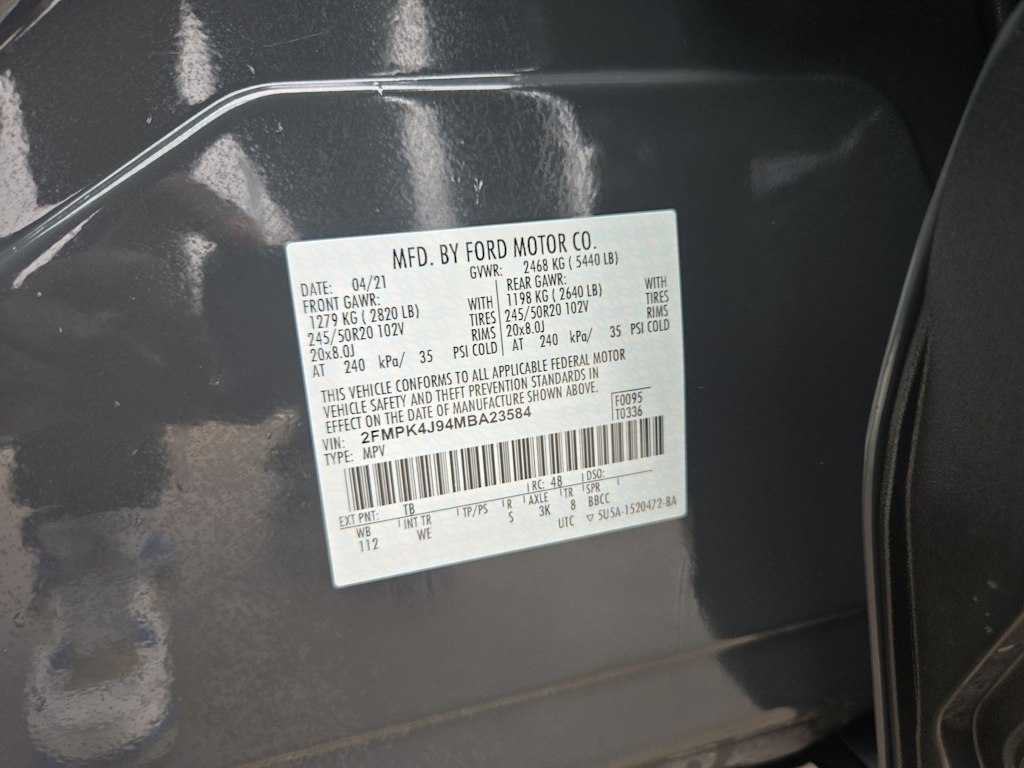 MFD. BY FORD MOTOR CO.
DATE: 04/21 GVWR: 2468 KG ( 5440 LB)
FRONT GAWR: REAR GAWR:
1279 KG ( 2820 LB) WITH 1198 KG ( 2640 LB) WITH
245/50R20 102V TIRES 245/50R20 102V TIRES
20x8.0J RIMS 20x8.0J RIMS
AT 240 kPa/ 35 PSI COLD AT 240 kPa/ 35 PSI COLD
THIS VEHICLE CONFORMS TO ALL APPLICABLE FEDERAL MOTOR
VEHICLE SAFETY AND THEFT PREVENTION STANDARDS IN
EFFECT ON THE DATE OF MANUFACTURE SHOWN ABOVE.
VIN: 2FMPK4J94MBA23584 F0095
TYPE: MPV T0336
EXT PNT: TB RC: 48 DSO:
WB INT TR TP/PS R AXLE TR SPR
112 WE S 3K 8 BBCC
UTC 5U5A-1520472-BA